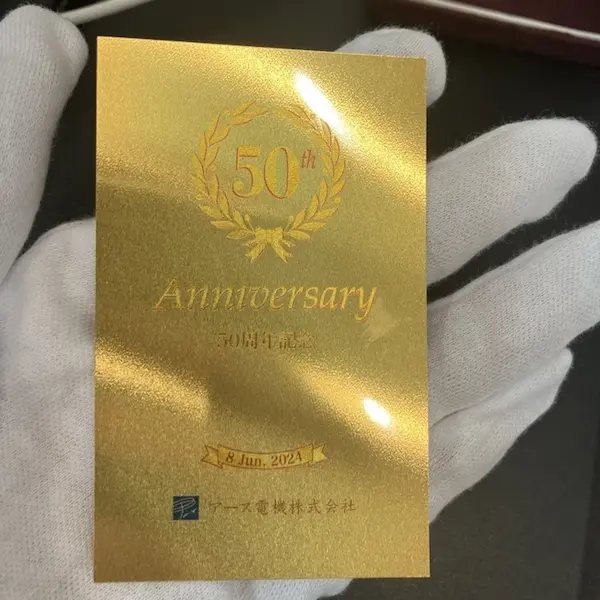 50th
Anniversary
50周年記念
8 Jun. 2024
アース電機株式会社